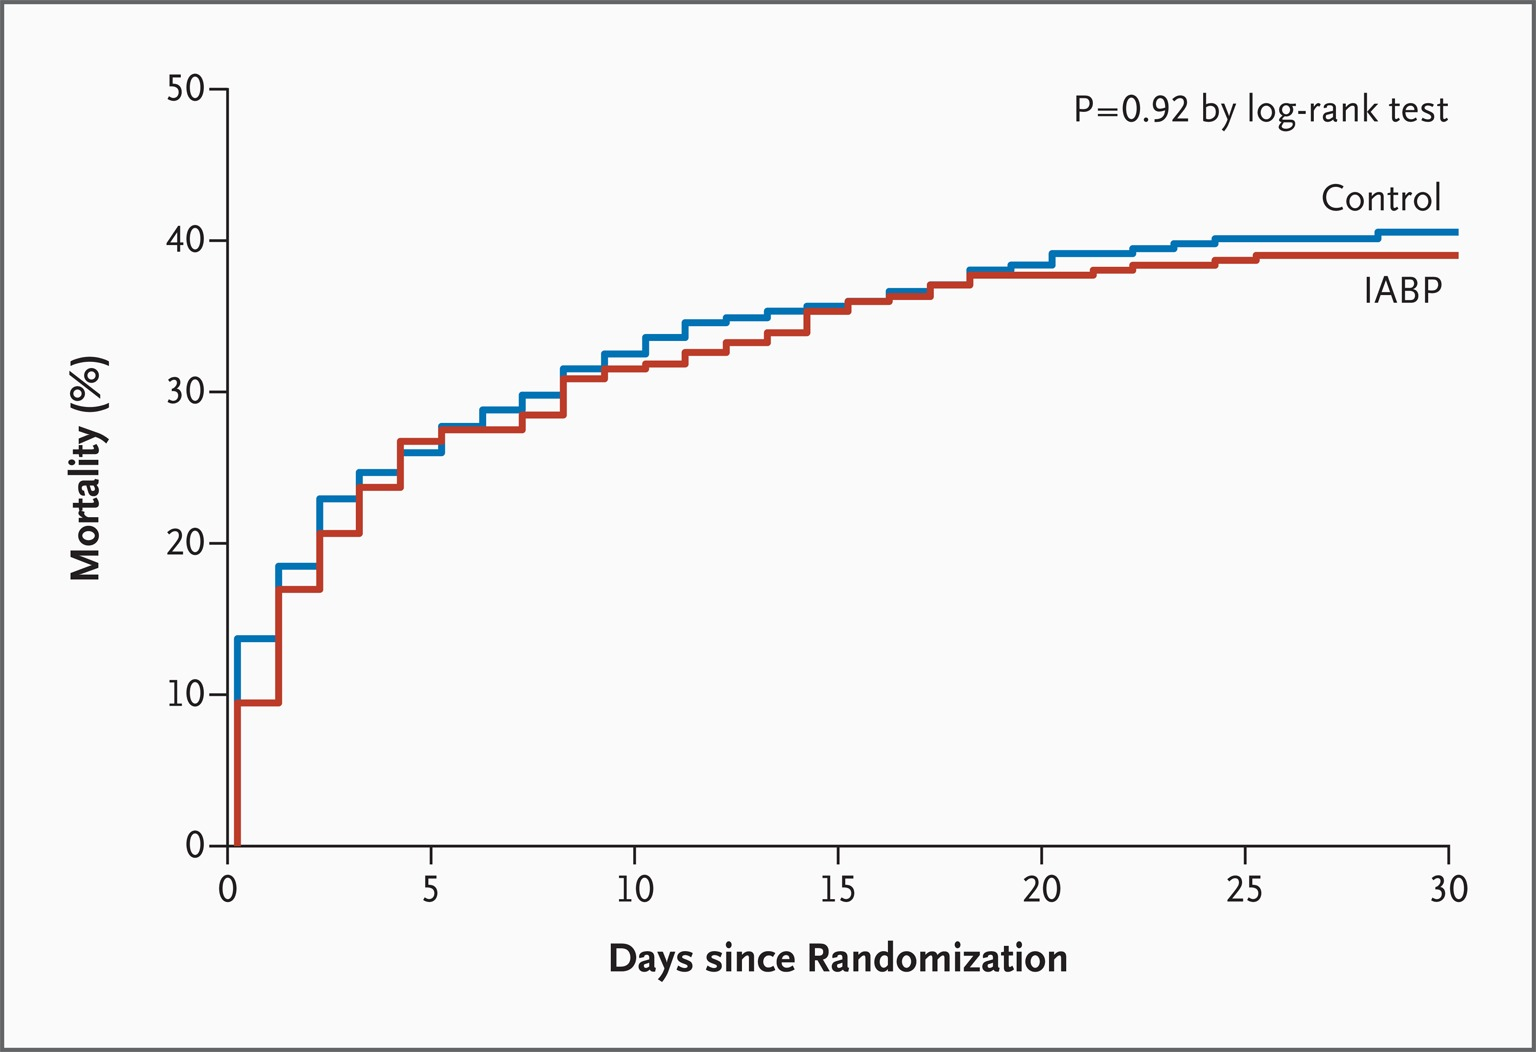 50
P=0.92 by log-rank test
Control
40
IABP
30
Mortality (%)
20
10
0
0 5 10 15 20 25 30
Days since Randomization